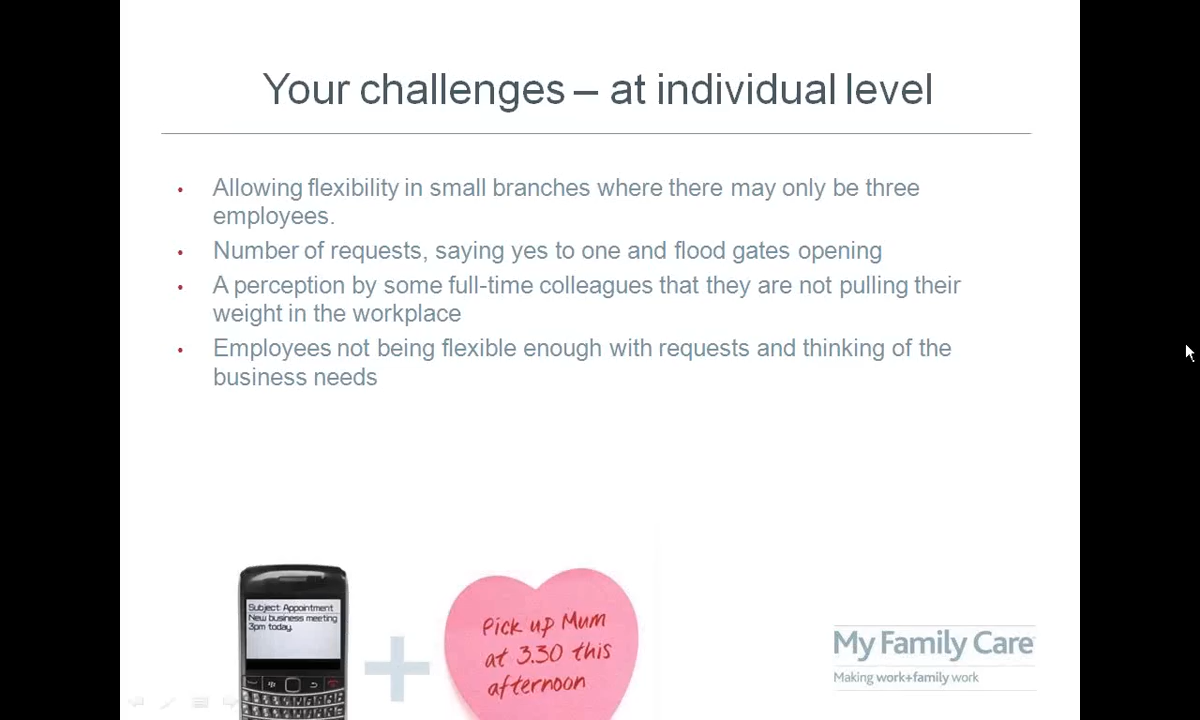 Your challenges – at individual level
• Allowing flexibility in small branches where there may only be three
employees.
• Number of requests, saying yes to one and flood gates opening
• A perception by some full-time colleagues that they are not pulling their
weight in the workplace
• Employees not being flexible enough with requests and thinking of the
business needs
Subject: Appointment
New business meeting
3pm today.
Pick up Mum
at 3.30 this
afternoon
My Family Care
Making work+family work